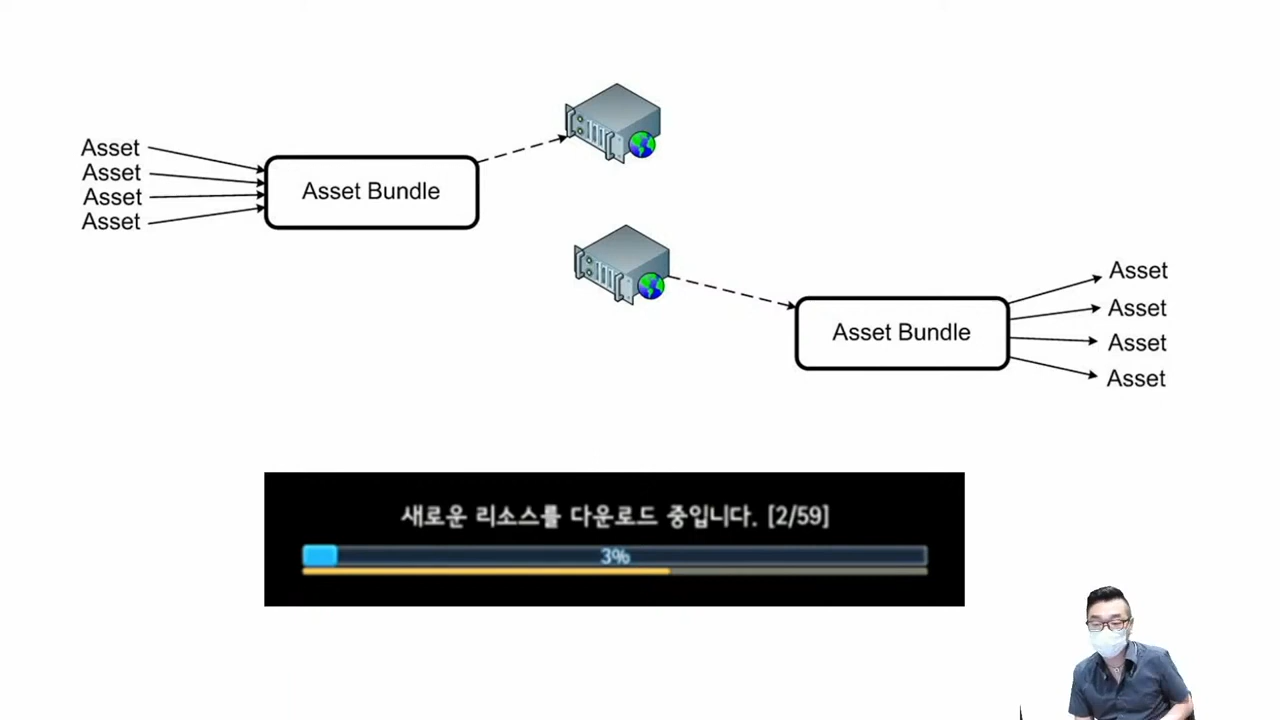 Asset
Asset
Asset
Asset
Asset Bundle
Asset Bundle
Asset
Asset
Asset
Asset
새로운 리소스를 다운로드 중입니다. [2/59]
3%